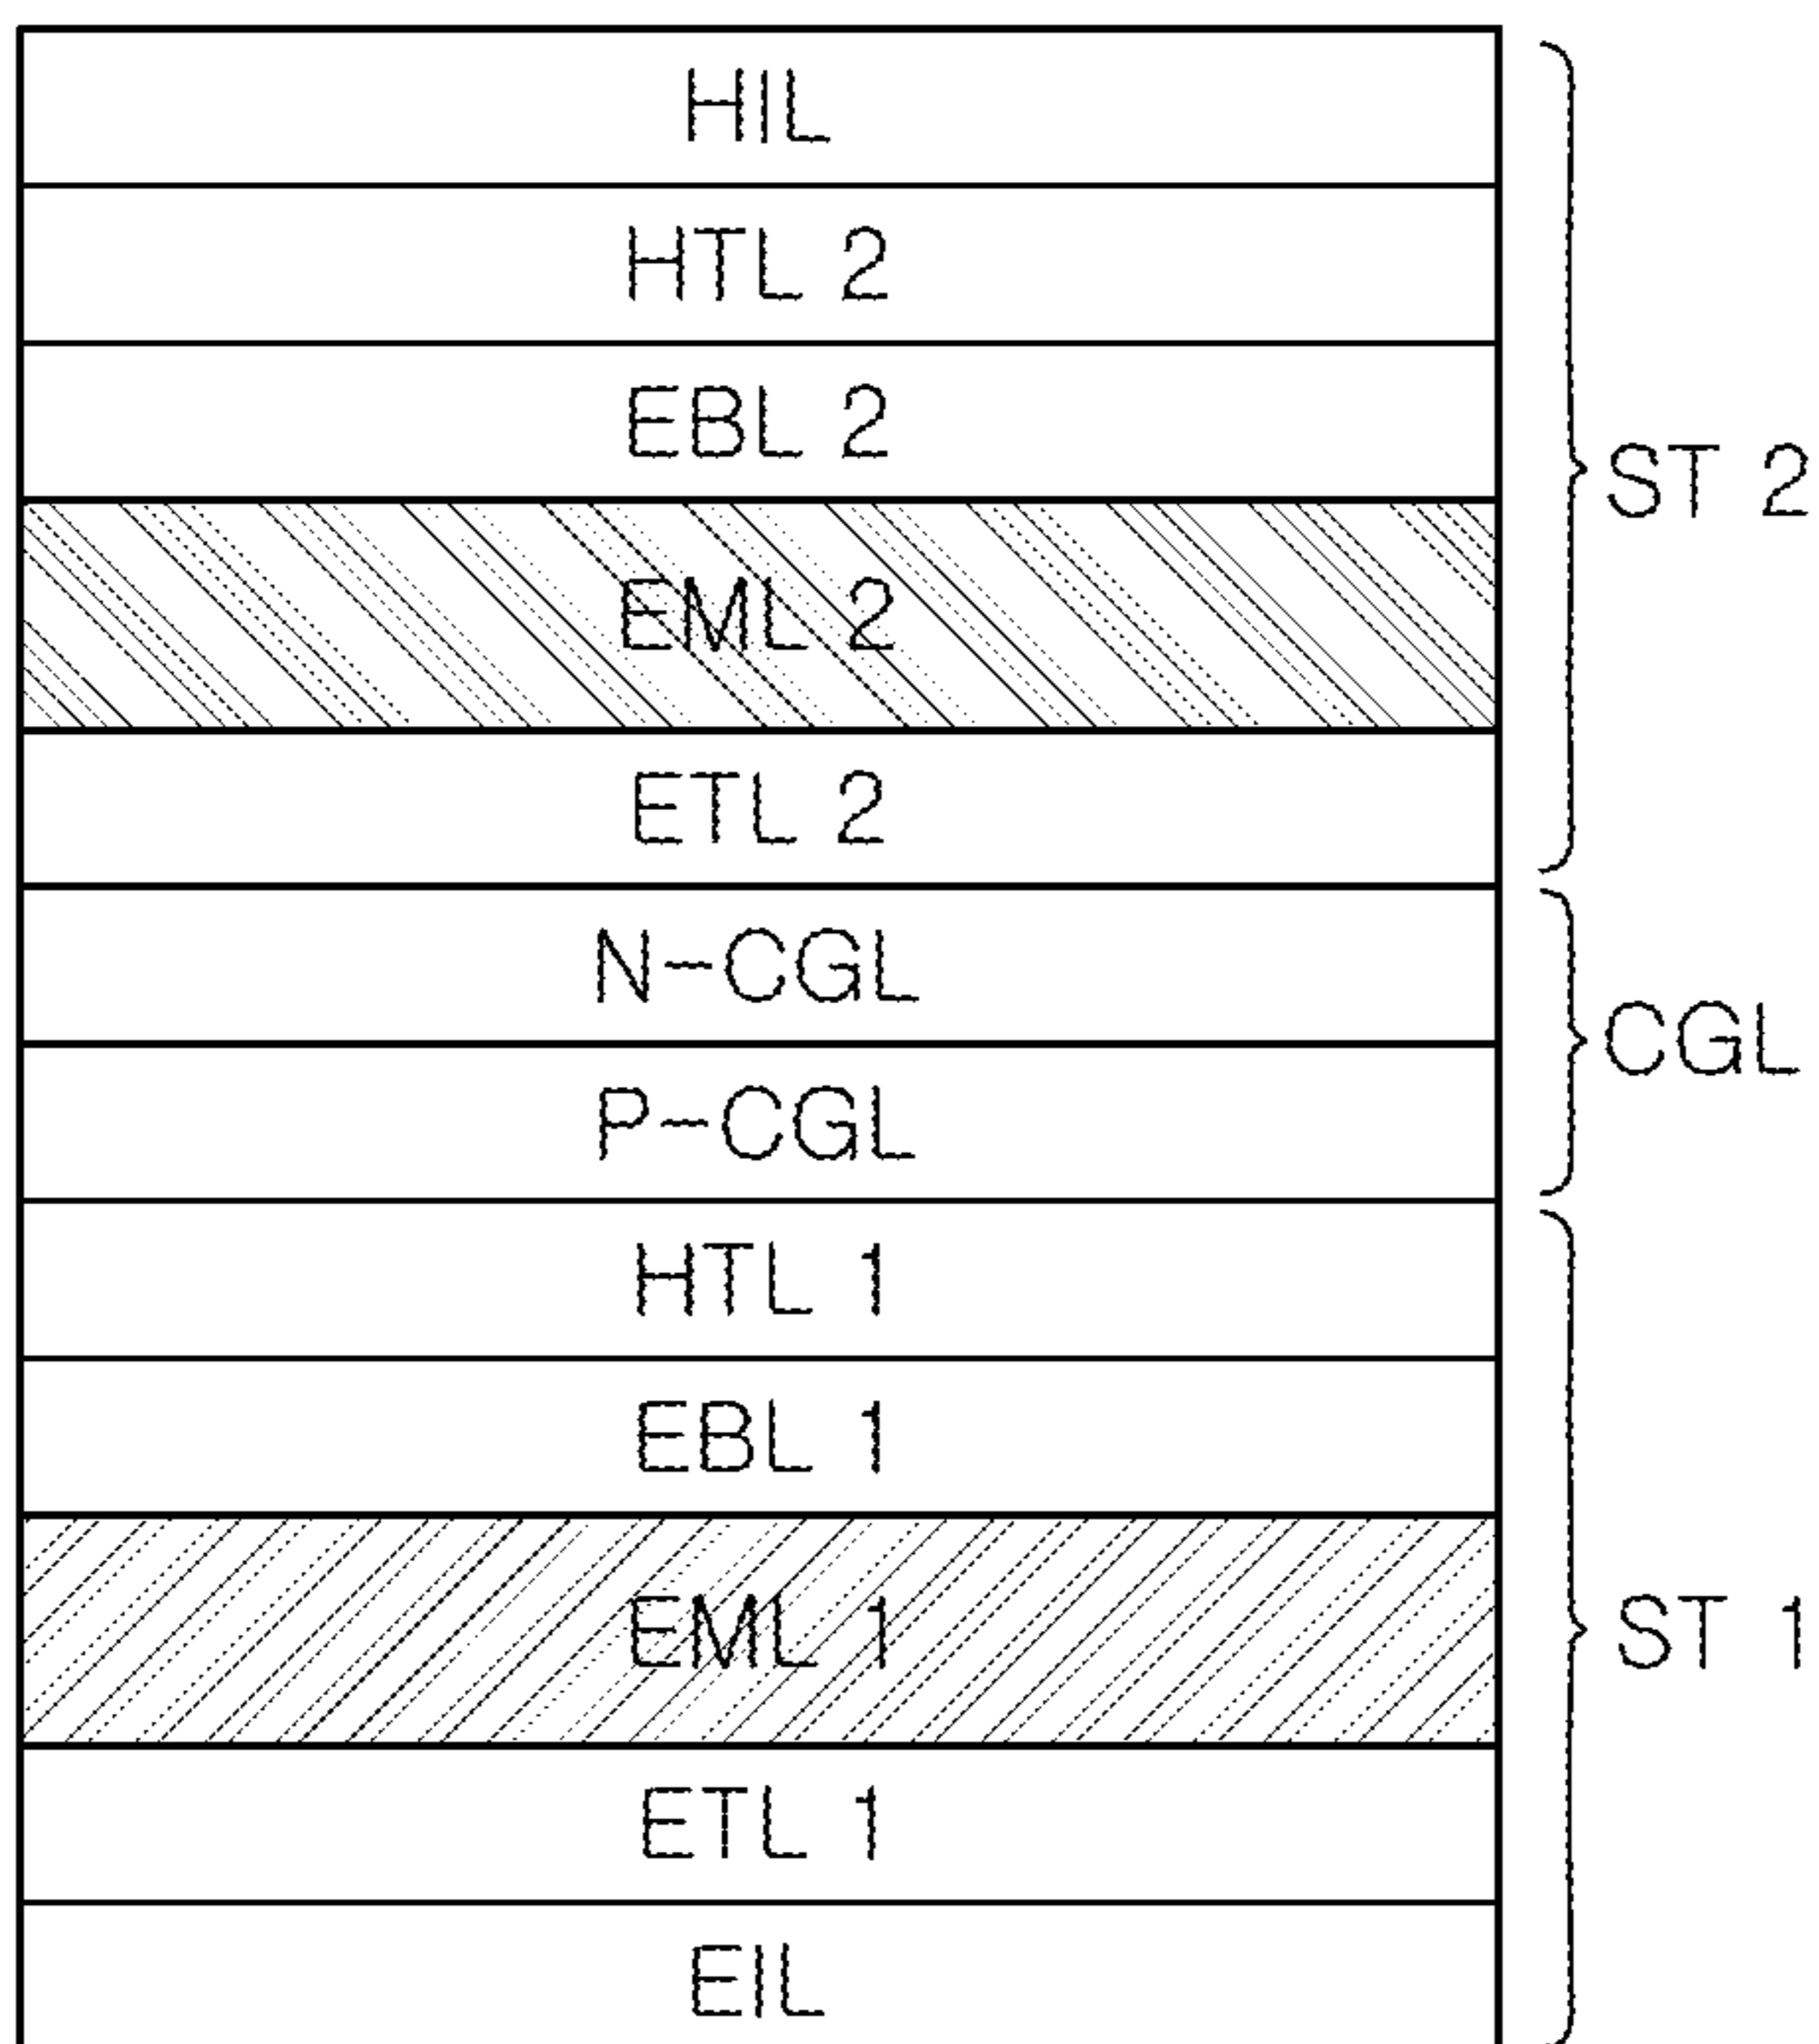 HIL
HTL 2
EBL 2
ST 2
EML 2
ETL 2
N-CGL
CGL
P-CGL
HTL 1
EBL 1
EML 1
ST 1
ETL 1
EIL